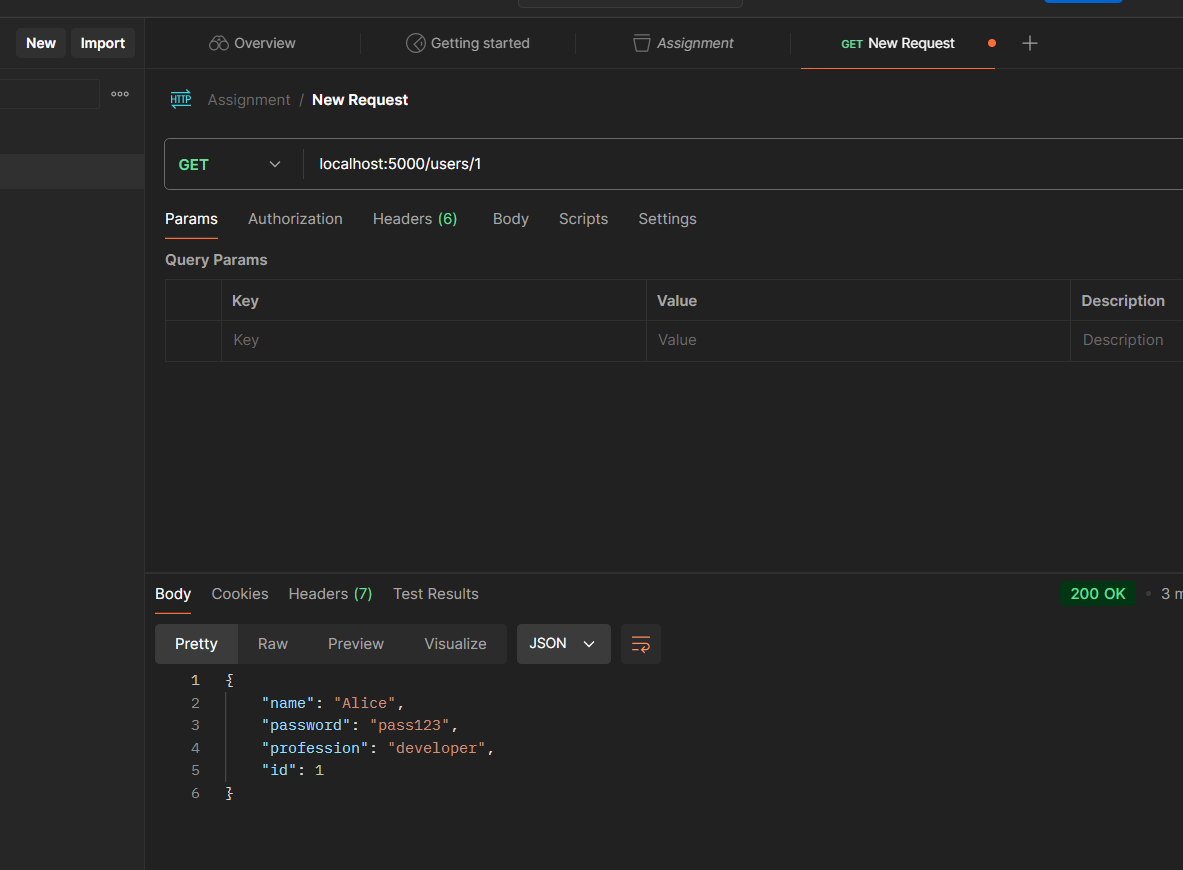 New Import Overview Getting started Assignment GET New Request
HTTP Assignment / New Request
GET localhost:5000/users/1
Params Authorization Headers (6) Body Scripts Settings
Query Params
Key Value Description
Key Value Description
Body Cookies Headers (7) Test Results 200 OK • 3 m
Pretty Raw Preview Visualize JSON
1 {
2 "name": "Alice",
3 "password": "pass123",
4 "profession": "developer",
5 "id": 1
6 }